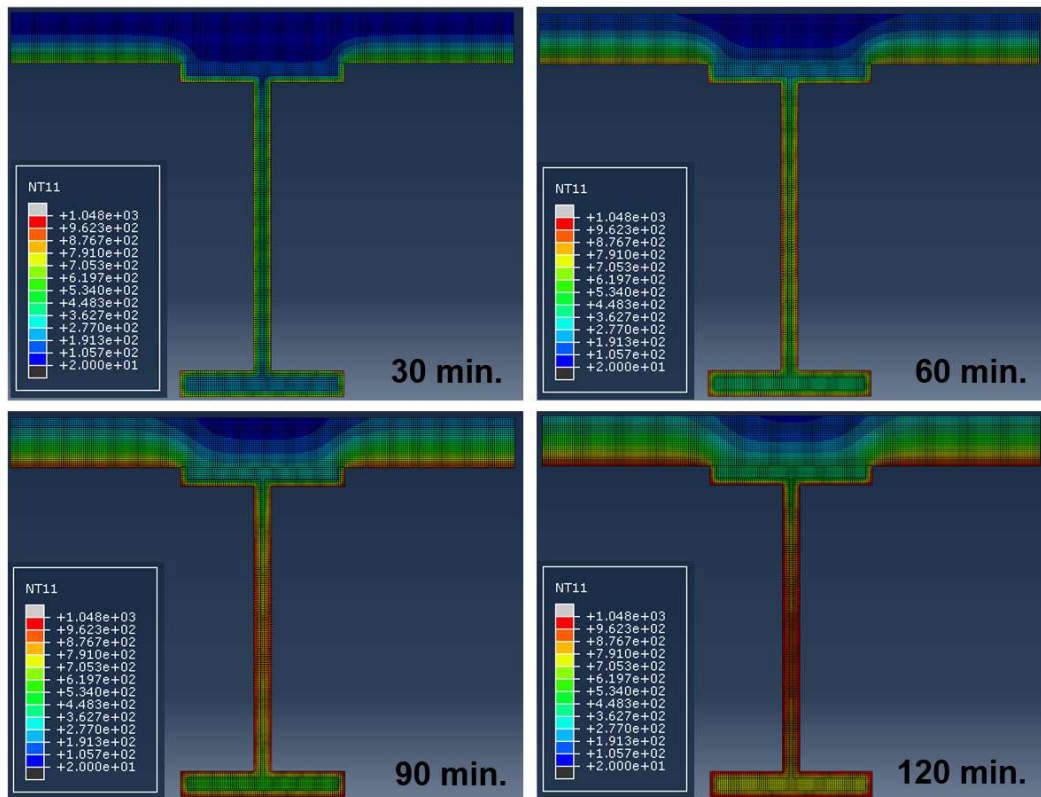 NT11
+1.048e+03
+9.623e+02
+8.767e+02
+7.910e+02
+7.053e+02
+6.197e+02
+5.340e+02
+4.483e+02
+3.627e+02
+2.770e+02
+1.913e+02
+1.057e+02
+2.000e+01
30 min.
NT11
+1.048e+03
+9.623e+02
+8.767e+02
+7.910e+02
+7.053e+02
+6.197e+02
+5.340e+02
+4.483e+02
+3.627e+02
+2.770e+02
+1.913e+02
+1.057e+02
+2.000e+01
60 min.
NT11
+1.048e+03
+9.623e+02
+8.767e+02
+7.910e+02
+7.053e+02
+6.197e+02
+5.340e+02
+4.483e+02
+3.627e+02
+2.770e+02
+1.913e+02
+1.057e+02
+2.000e+01
90 min.
NT11
+1.048e+03
+9.623e+02
+8.767e+02
+7.910e+02
+7.053e+02
+6.197e+02
+5.340e+02
+4.483e+02
+3.627e+02
+2.770e+02
+1.913e+02
+1.057e+02
+2.000e+01
120 min.